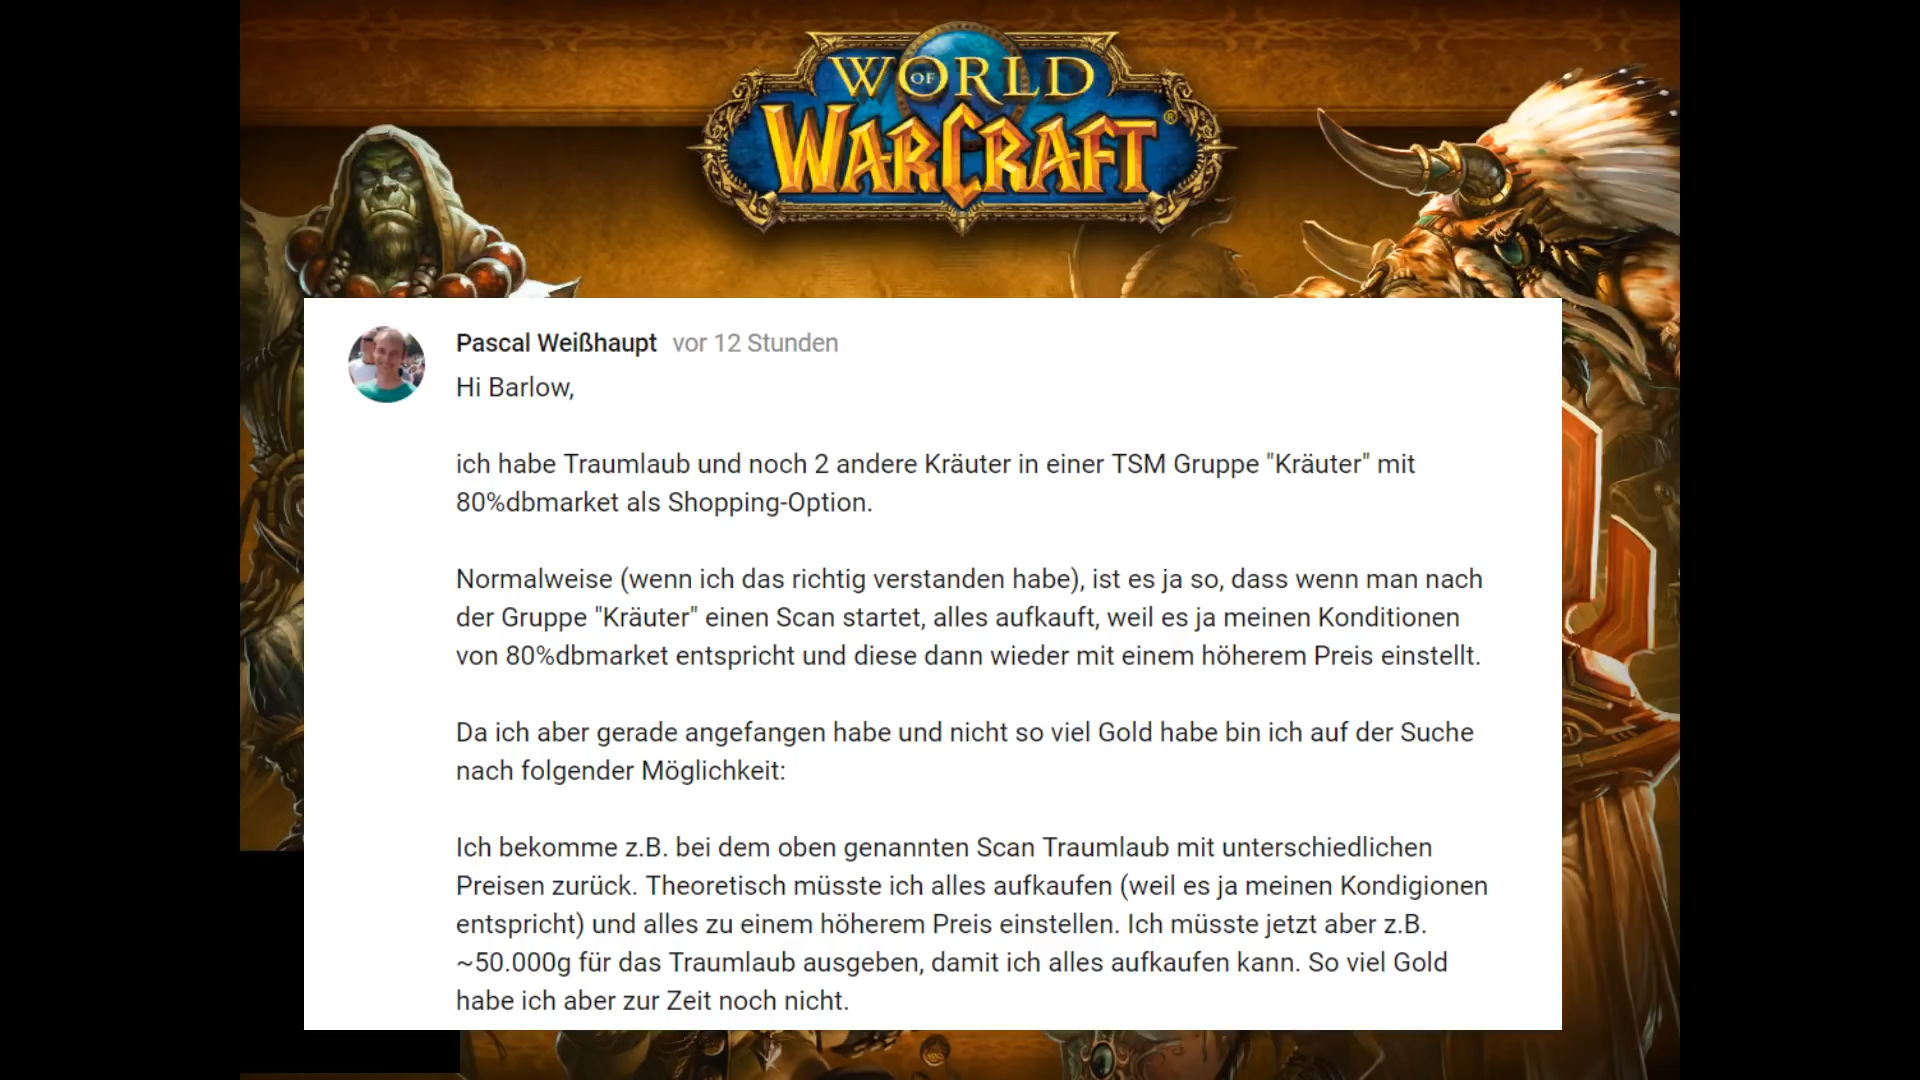 WORLD
OF
WARCRAFT®
Pascal Weißhaupt vor 12 Stunden
Hi Barlow,
ich habe Traumlaub und noch 2 andere Kräuter in einer TSM Gruppe "Kräuter" mit
80%dbmarket als Shopping-Option.
Normalweise (wenn ich das richtig verstanden habe), ist es ja so, dass wenn man nach
der Gruppe "Kräuter" einen Scan startet, alles aufkauft, weil es ja meinen Konditionen
von 80%dbmarket entspricht und diese dann wieder mit einem höherem Preis einstellt.
Da ich aber gerade angefangen habe und nicht so viel Gold habe bin ich auf der Suche
nach folgender Möglichkeit:
Ich bekomme z.B. bei dem oben genannten Scan Traumlaub mit unterschiedlichen
Preisen zurück. Theoretisch müsste ich alles aufkaufen (weil es ja meinen Kondigionen
entspricht) und alles zu einem höherem Preis einstellen. Ich müsste jetzt aber z.B.
~50.000g für das Traumlaub ausgeben, damit ich alles aufkaufen kann. So viel Gold
habe ich aber zur Zeit noch nicht.